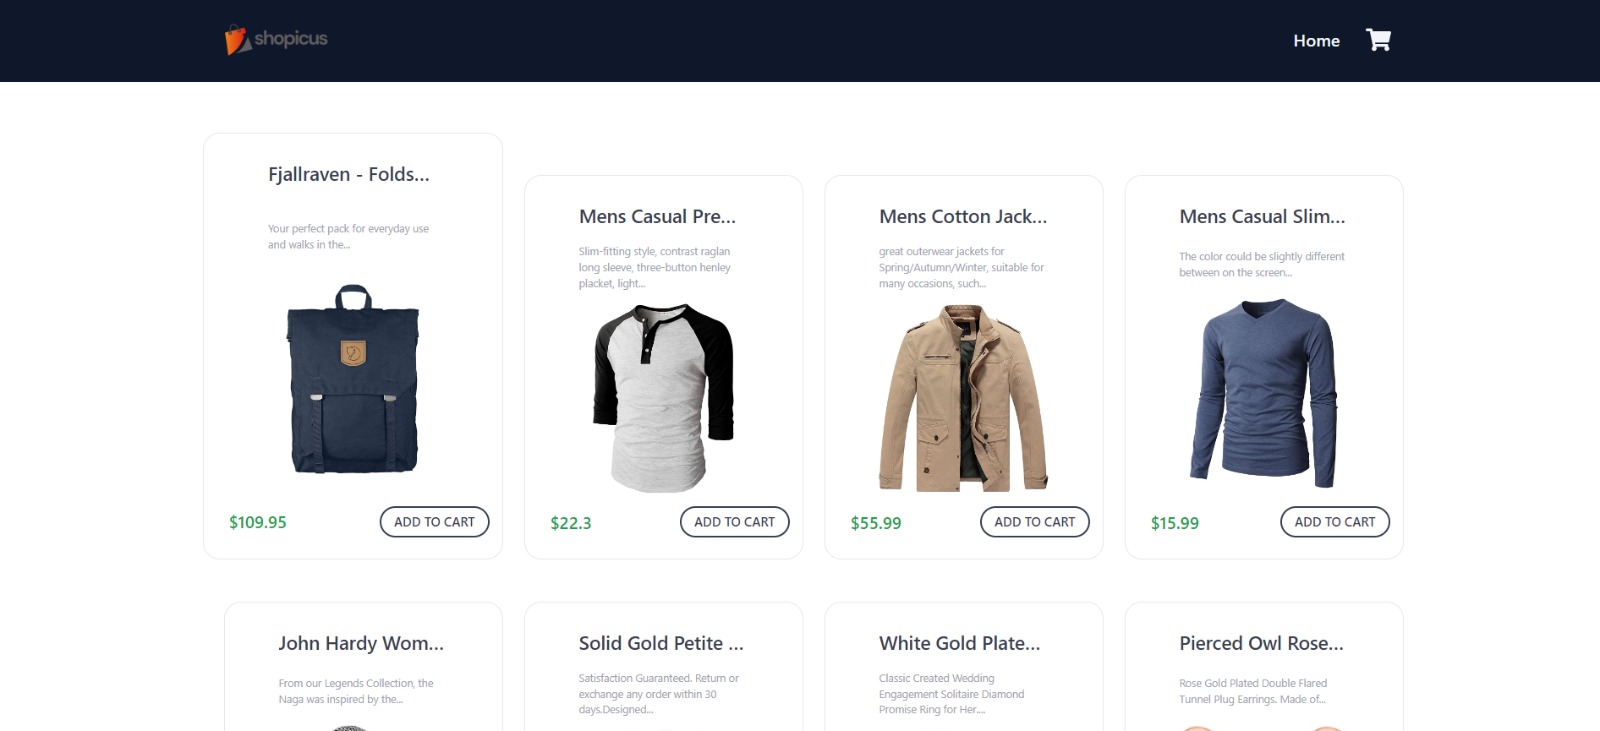 shopicus
Home
Fjallraven - Folds...
Your perfect pack for everyday use
and walks in the...
$109.95
ADD TO CART
Mens Casual Pre...
Slim-fitting style, contrast raglan
long sleeve, three-button henley
placket, light...
$22.3
ADD TO CART
Mens Cotton Jack...
great outerwear jackets for
Spring/Autumn/Winter, suitable for
many occasions, such...
$55.99
ADD TO CART
Mens Casual Slim...
The color could be slightly different
between on the screen...
$15.99
ADD TO CART
John Hardy Wom...
From our Legends Collection, the
Naga was inspired by the...
Solid Gold Petite ...
Satisfaction Guaranteed. Return or
exchange any order within 30
days.Designed...
White Gold Plate...
Classic Created Wedding
Engagement Solitaire Diamond
Promise Ring for Her....
Pierced Owl Rose...
Rose Gold Plated Double Flared
Tunnel Plug Earrings. Made of...